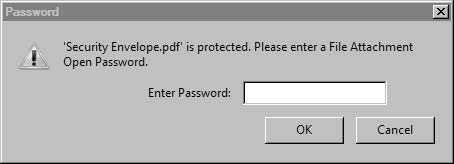 Password
'Security Envelope.pdf' is protected. Please enter a File Attachment
Open Password.
Enter Password:
OK Cancel